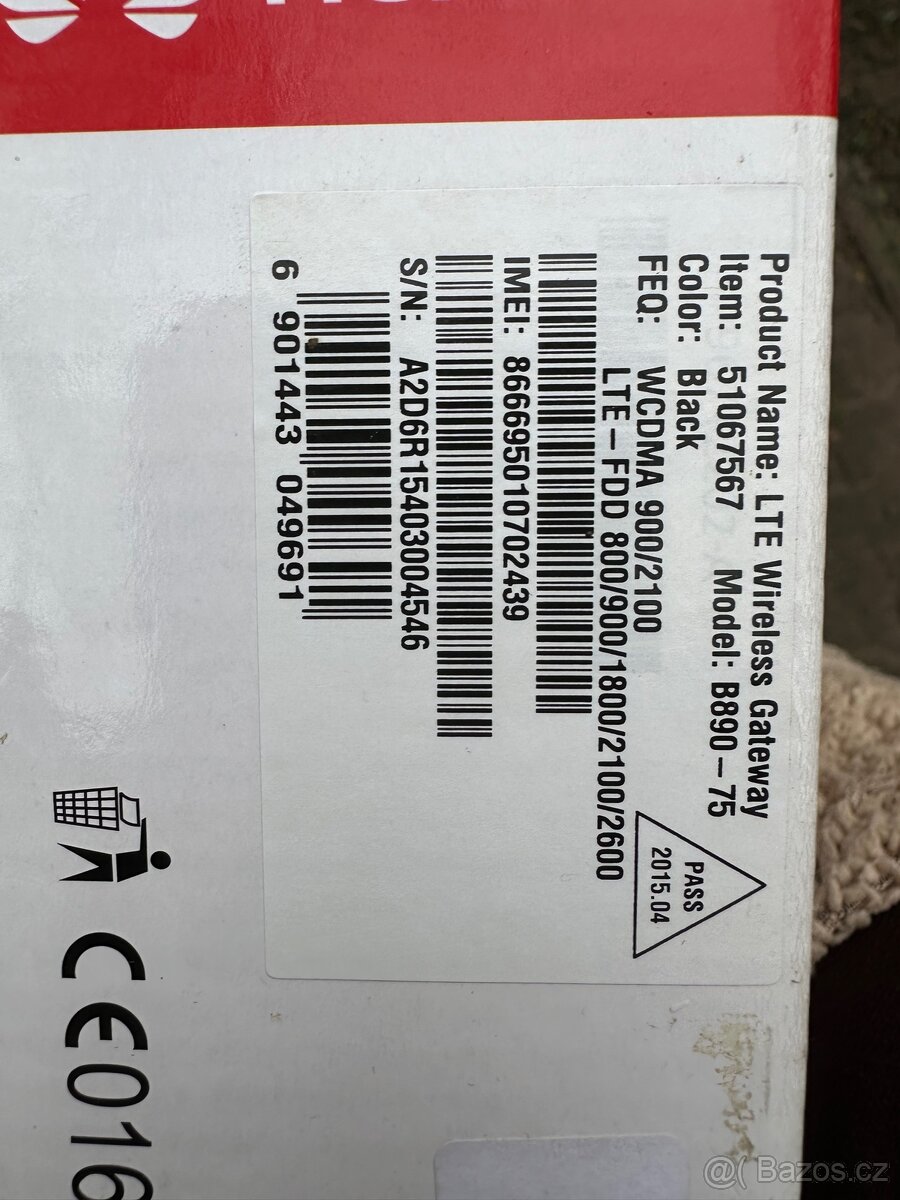 Product Name: LTE Wireless Gateway
Item: 51067567 Model: B890-75
Color: Black
FEQ: WCDMA 900/2100
LTE-FDD 800/900/1800/2100/2600
PASS
2015.04
IMEI: 866695010702439
S/N: A2D6R15403004546
6 901443 049691
CE016
@( Bazos.cz